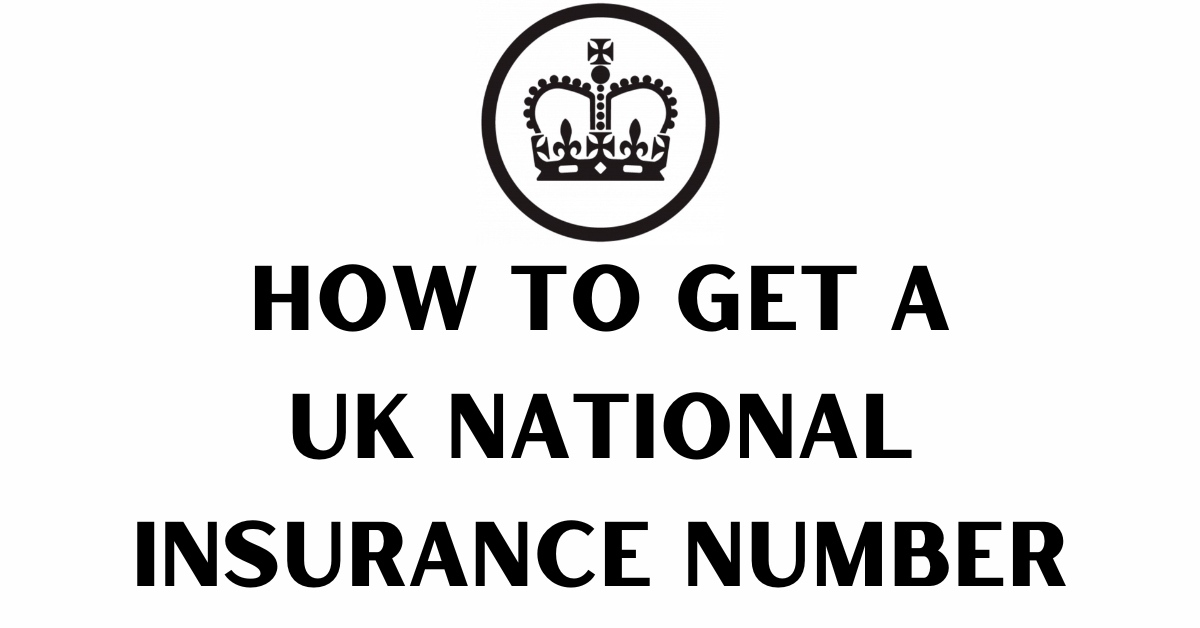 HOW TO GET A
UK NATIONAL
INSURANCE NUMBER